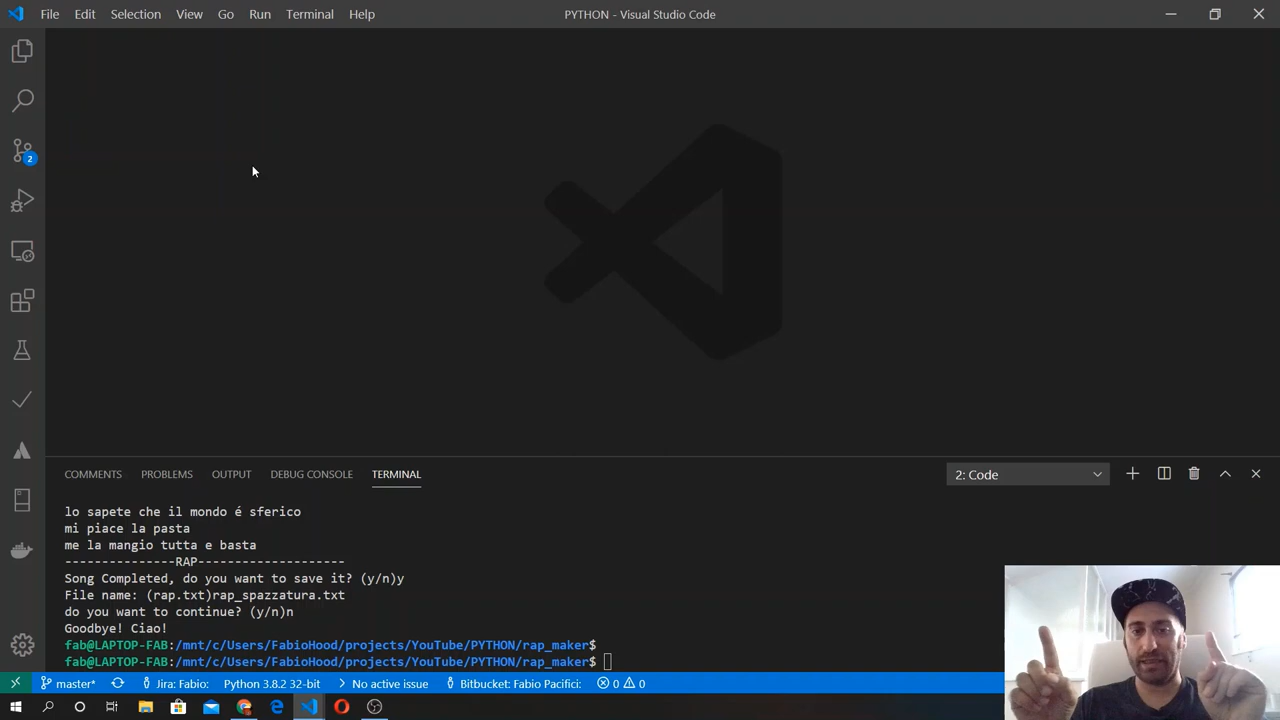 File Edit Selection View Go Run Terminal Help PYTHON - Visual Studio Code
2
COMMENTS PROBLEMS OUTPUT DEBUG CONSOLE TERMINAL 2: Code
lo sapete che il mondo é sferico
mi piace la pasta
me la mangio tutta e basta
---------------RAP--------------------
Song Completed, do you want to save it? (y/n)y
File name: (rap.txt)rap_spazzatura.txt
do you want to continue? (y/n)n
Goodbye! Ciao!
fab@LAPTOP-FAB:/mnt/c/Users/FabioHood/projects/YouTube/PYTHON/rap_maker$
fab@LAPTOP-FAB:/mnt/c/Users/FabioHood/projects/YouTube/PYTHON/rap_maker$
master* Jira: Fabio: Python 3.8.2 32-bit No active issue Bitbucket: Fabio Pacifici: 0 0